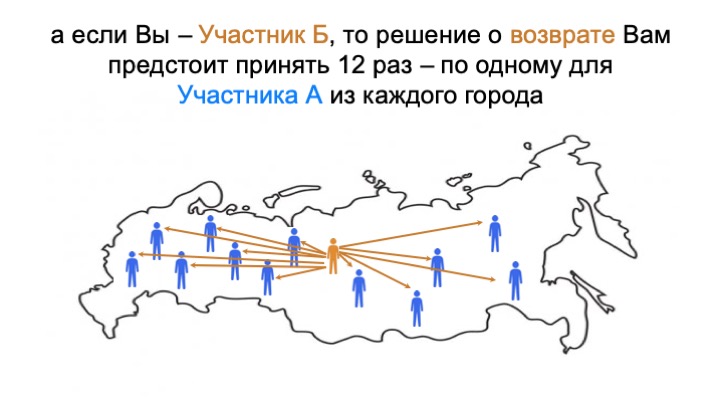 а если Вы – Участник Б, то решение о возврате Вам
предстоит принять 12 раз – по одному для
Участника А из каждого города